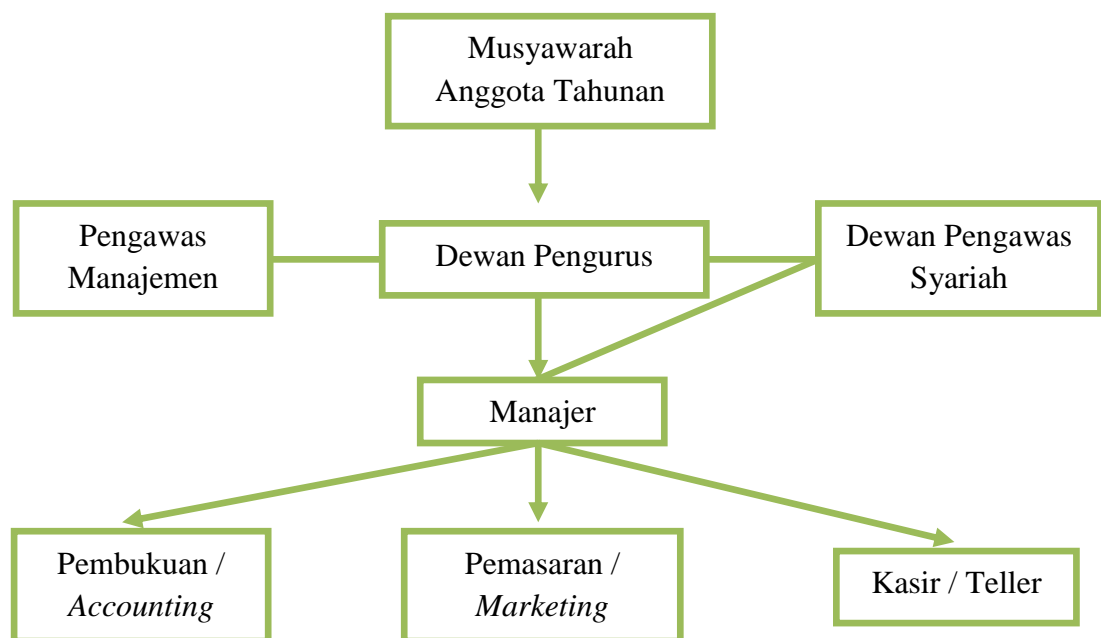 Musyawarah
Anggota Tahunan
Pengawas
Manajemen
Dewan Pengurus
Dewan Pengawas
Syariah
Manajer
Pembukuan /
Accounting
Pemasaran /
Marketing
Kasir / Teller